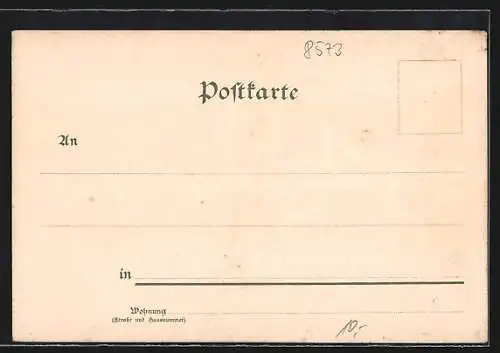 8573
Postkarte
An
in
Wohnung
(Straße und Hausnummer)
10,-